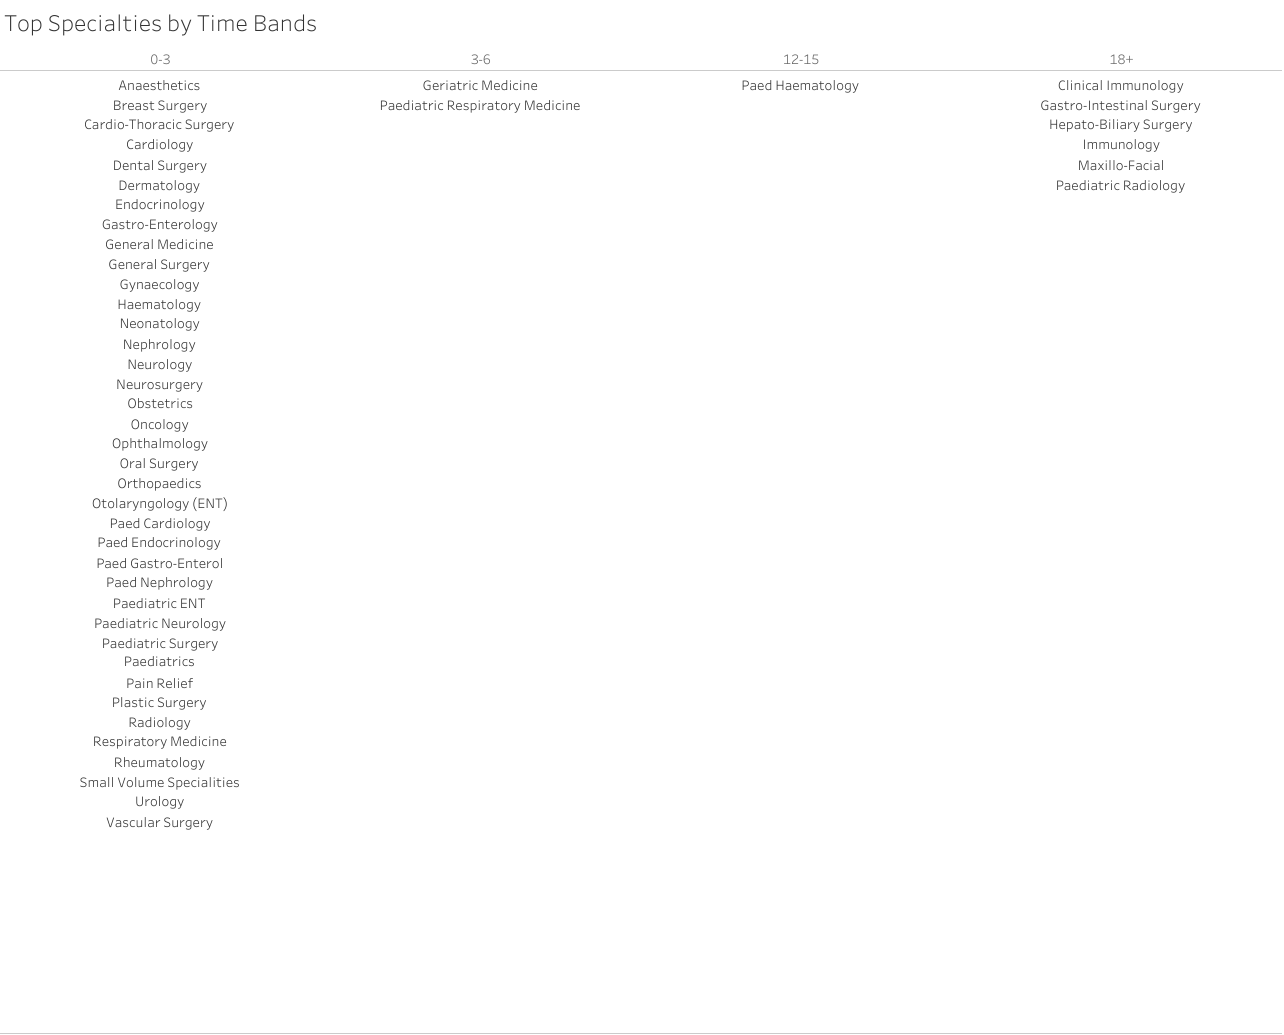 Top Specialties by Time Bands
0-3 3-6 12-15 18+
Anaesthetics Geriatric Medicine Paed Haematology Clinical Immunology
Breast Surgery Paediatric Respiratory Medicine Gastro-Intestinal Surgery
Cardio-Thoracic Surgery Hepato-Biliary Surgery
Cardiology Immunology
Dental Surgery Maxillo-Facial
Dermatology Paediatric Radiology
Endocrinology
Gastro-Enterology
General Medicine
General Surgery
Gynaecology
Haematology
Neonatology
Nephrology
Neurology
Neurosurgery
Obstetrics
Oncology
Ophthalmology
Oral Surgery
Orthopaedics
Otolaryngology (ENT)
Paed Cardiology
Paed Endocrinology
Paed Gastro-Enterol
Paed Nephrology
Paediatric ENT
Paediatric Neurology
Paediatric Surgery
Paediatrics
Pain Relief
Plastic Surgery
Radiology
Respiratory Medicine
Rheumatology
Small Volume Specialities
Urology
Vascular Surgery